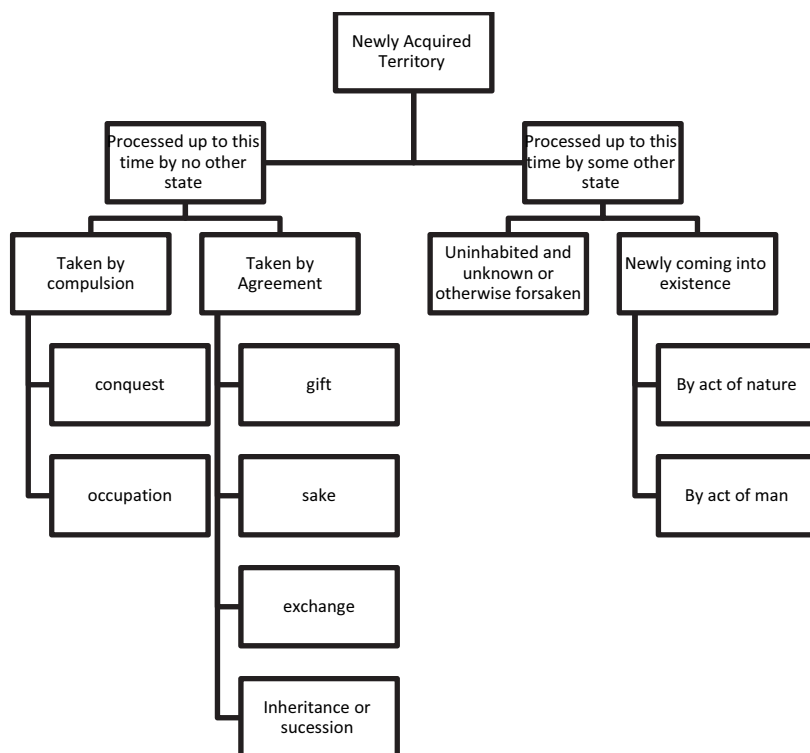 Newly Acquired
Territory
Processed up to this
time by no other
state
Processed up to this
time by some other
state
Taken by
compulsion
Taken by
Agreement
Uninhabited and
unknown or
otherwise forsaken
Newly coming into
existence
conquest
gift
By act of nature
occupation
sake
By act of man
exchange
Inheritance or
sucession